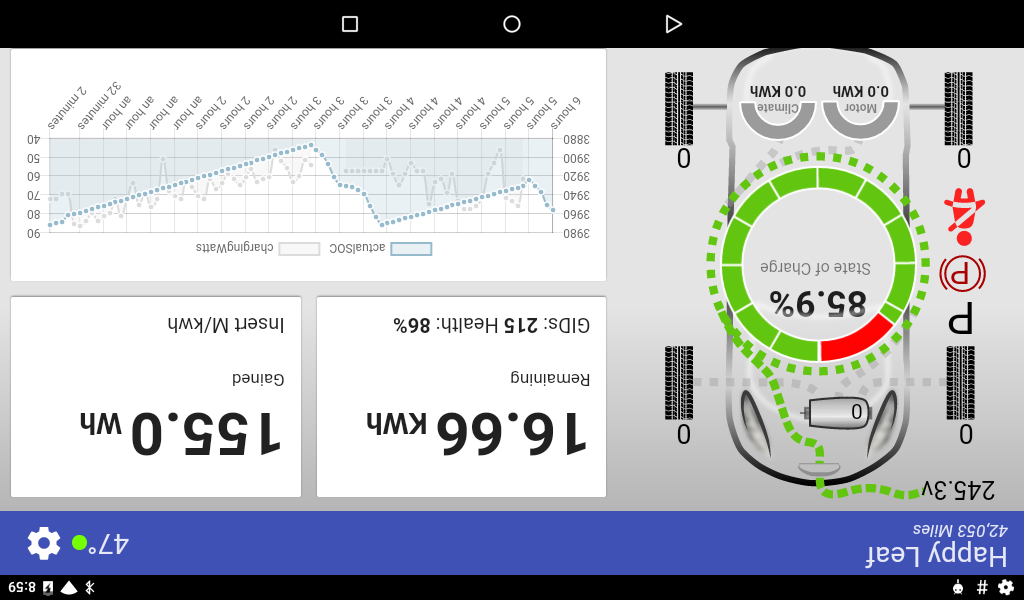 8:59
Happy Leaf
42,053 Miles
47°
245.3v
0
0
0
P
P
85.9%
State of Charge
Motor
0.0 KWh
Climate
0.0 KWh
0
0
16.66 KWh
Remaining
GIDs: 215 Health: 86%
155.0 Wh
Gained
Insert M/kwh
actualSOC
chargingWatts
3980
3960
3940
3920
3900
3880
90
80
70
60
50
40
6 hours
5 hours
5 hours
5 hours
4 hours
4 hours
4 hours
4 hours
3 hours
3 hours
3 hours
3 hours
2 hours
2 hours
2 hours
2 hours
an hour
an hour
an hour
an hour
32 minutes
2 minutes